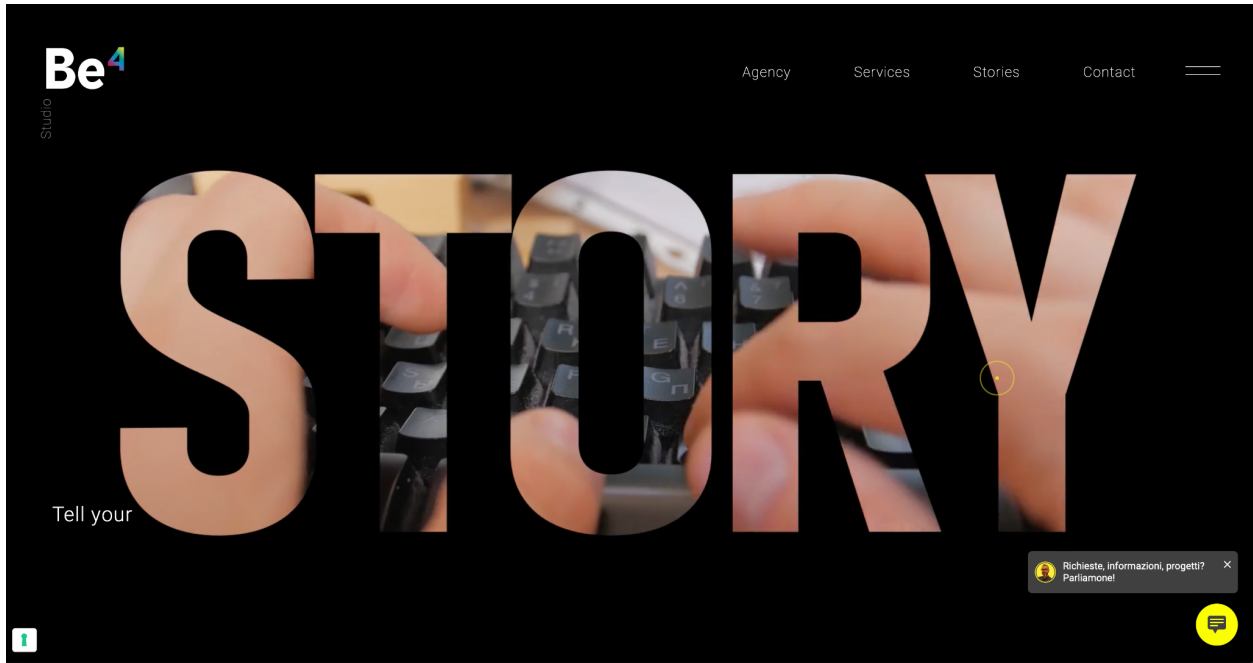 Be4
Studio
Agency
Services
Stories
Contact
STORY
Tell your
Richieste, informazioni, progetti?
Parliamone!